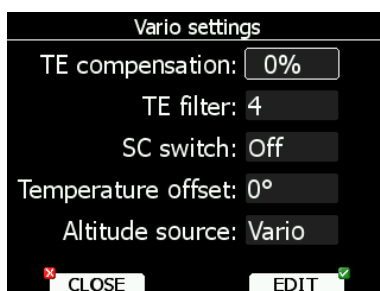 Vario settings
TE compensation: 0%
TE filter: 4
SC switch: Off
Temperature offset: 0°
Altitude source: Vario
CLOSE EDIT